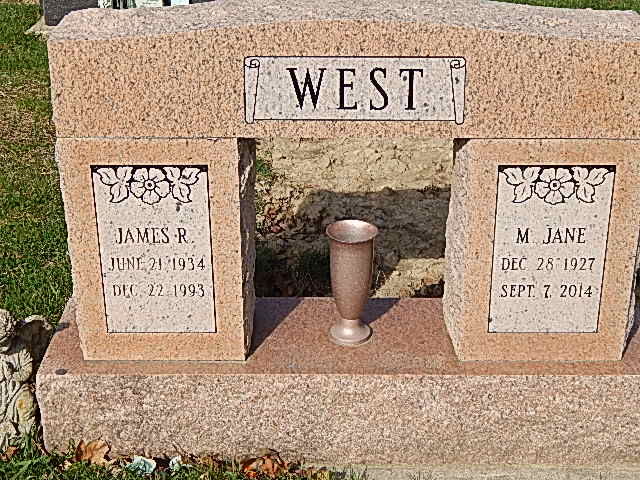 WEST
JAMES R.
JUNE 21 1934
DEC. 22 1993
M. JANE
DEC. 28 1927
SEPT. 7, 2014